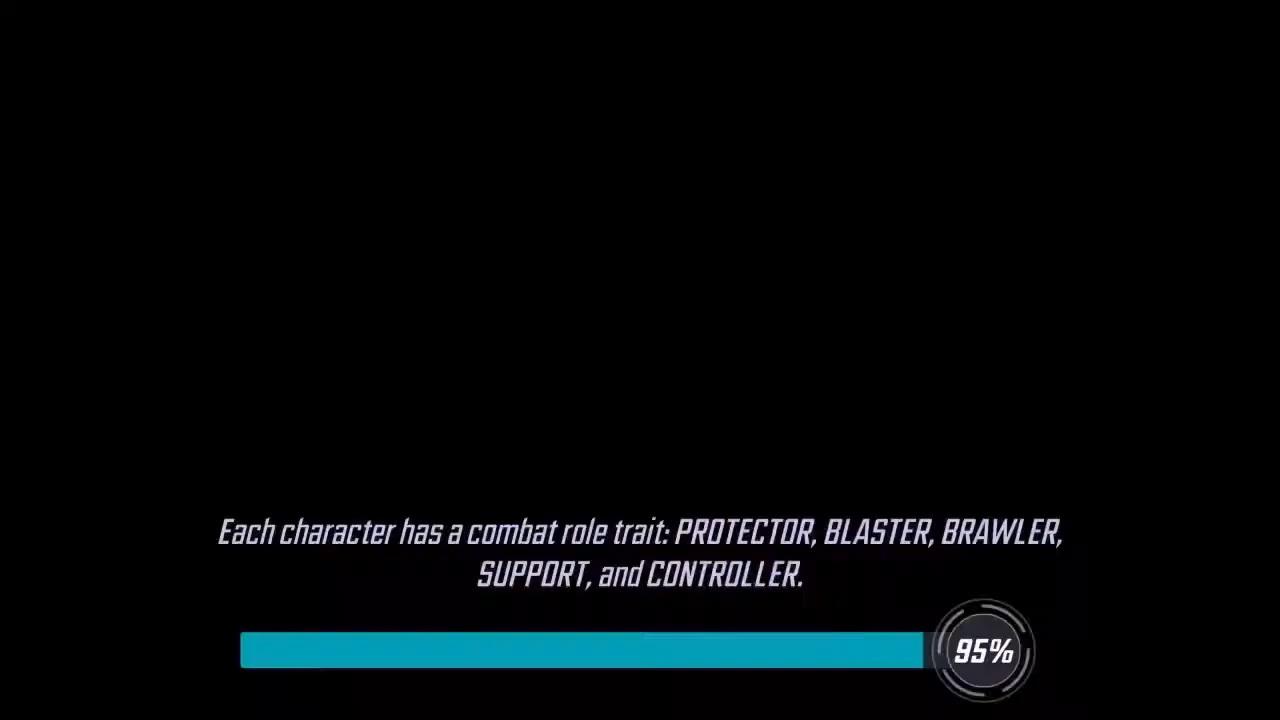 Each character has a combat role trait: PROTECTOR, BLASTER, BRAWLER,
SUPPORT, and CONTROLLER.
95%